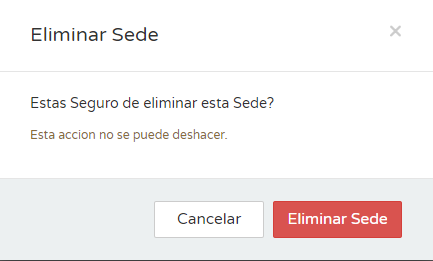 Eliminar Sede
×
Estas Seguro de eliminar esta Sede?
Esta accion no se puede deshacer.
Cancelar
Eliminar Sede